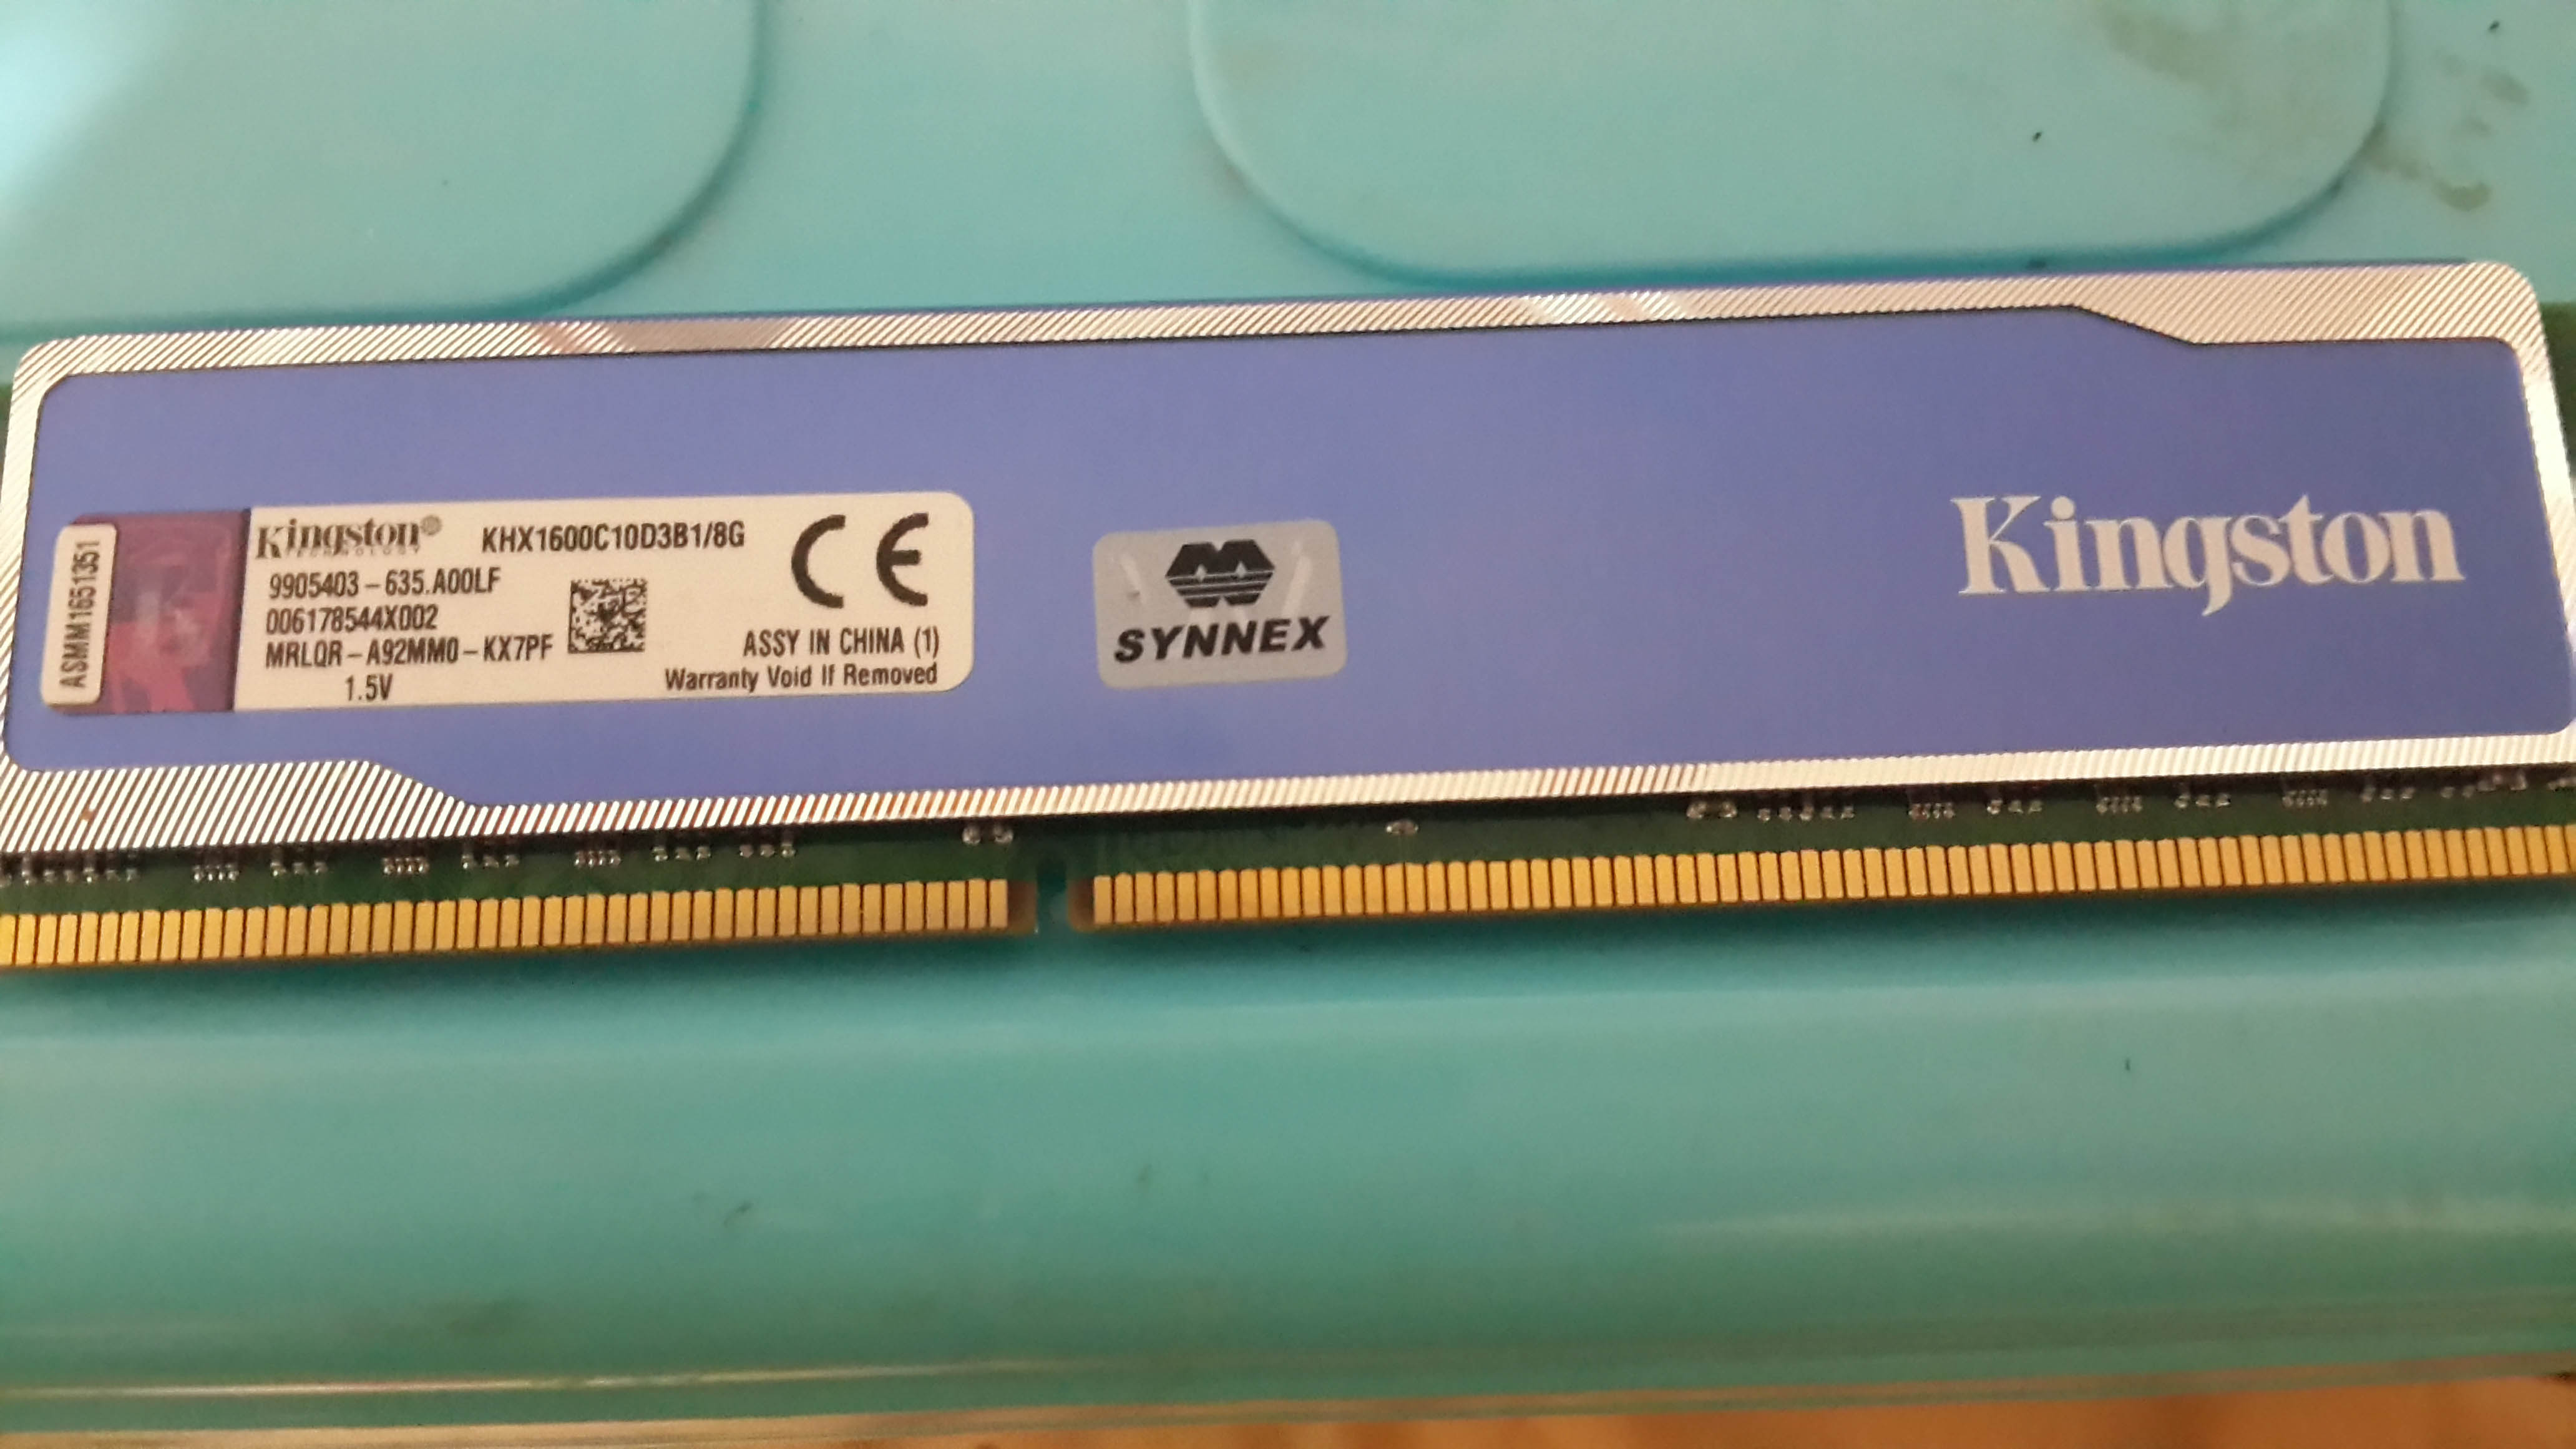 ASMM1651351
Kingston® KHX1600C10D3B1/8G
TECHNOLOGY
9905403-635.A00LF
006178544X002
MRLQR-A92MM0-KX7PF
1.5V
CE
ASSY IN CHINA (1)
Warranty Void If Removed
SYNNEX
Kingston